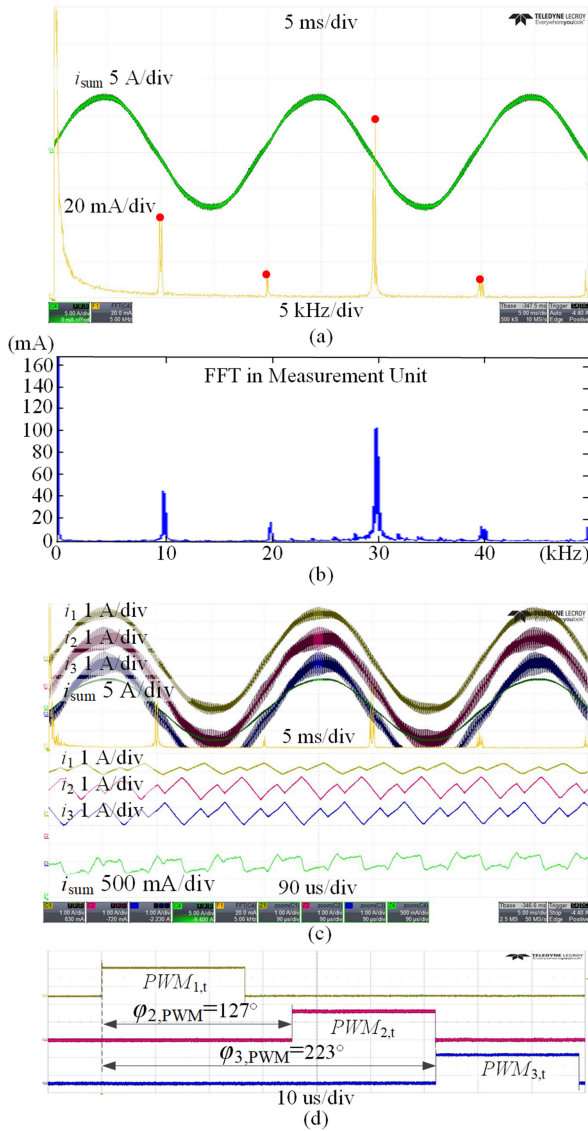 5 ms/div
TELEDYNE LECROY
Everywhereyoulook
isum 5 A/div
20 mA/div
5 kHz/div
(a)
(mA)
FFT in Measurement Unit
160
140
120
100
80
60
40
20
0
0 10 20 30 40 (kHz)
(b)
i1 1 A/div
i2 1 A/div
i3 1 A/div
isum 5 A/div
5 ms/div
i1 1 A/div
i2 1 A/div
i3 1 A/div
isum 500 mA/div
90 us/div
(c)
TELEDYNE LECROY
Everywhereyoulook
PWM1,t
φ2,PWM=127°
PWM2,t
φ3,PWM=223°
PWM3,t
10 us/div
(d)